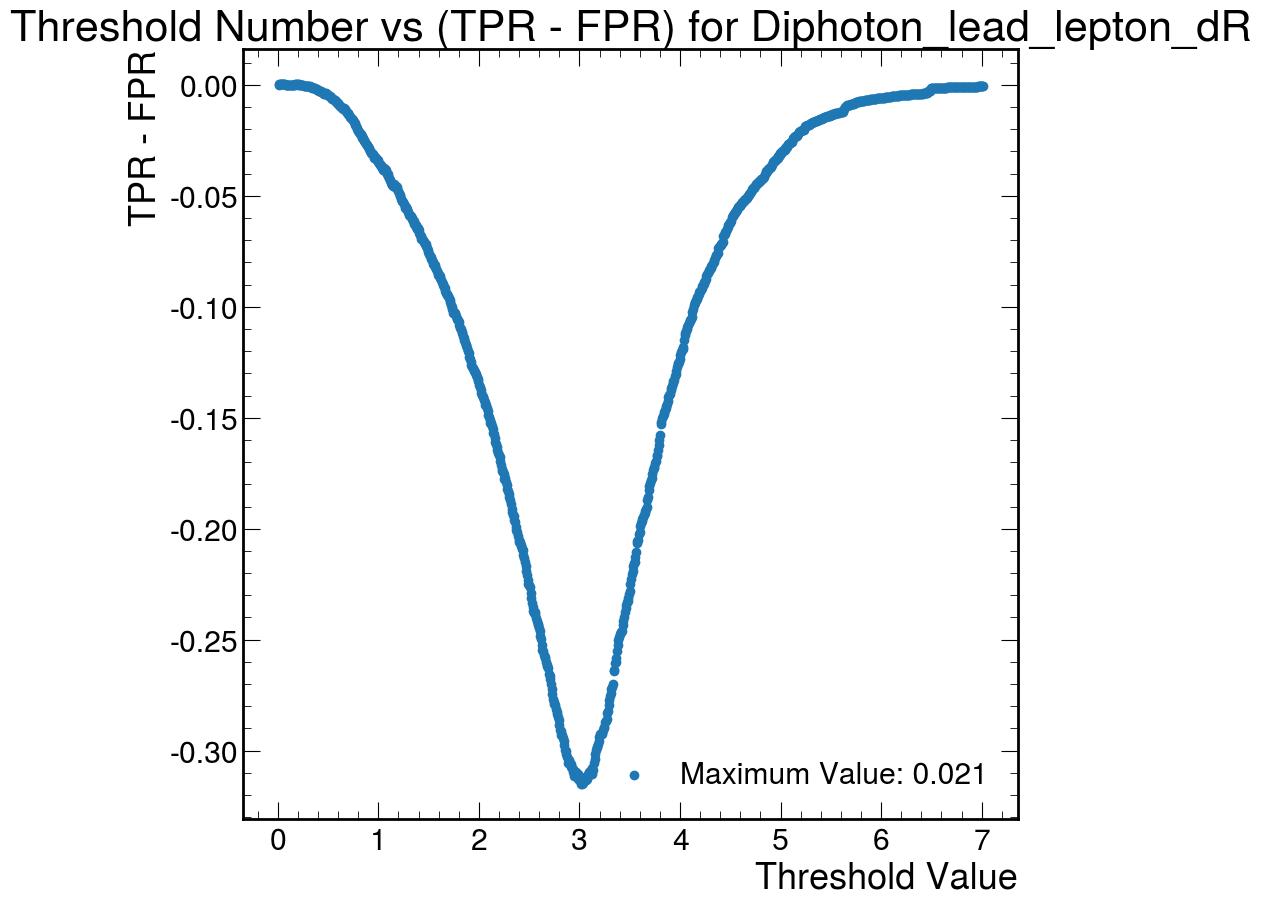 Threshold Number vs (TPR - FPR) for Diphoton_lead_lepton_dR
TPR - FPR
0.00
-0.05
-0.10
-0.15
-0.20
-0.25
-0.30
Maximum Value: 0.021
0 1 2 3 4 5 6 7
Threshold Value